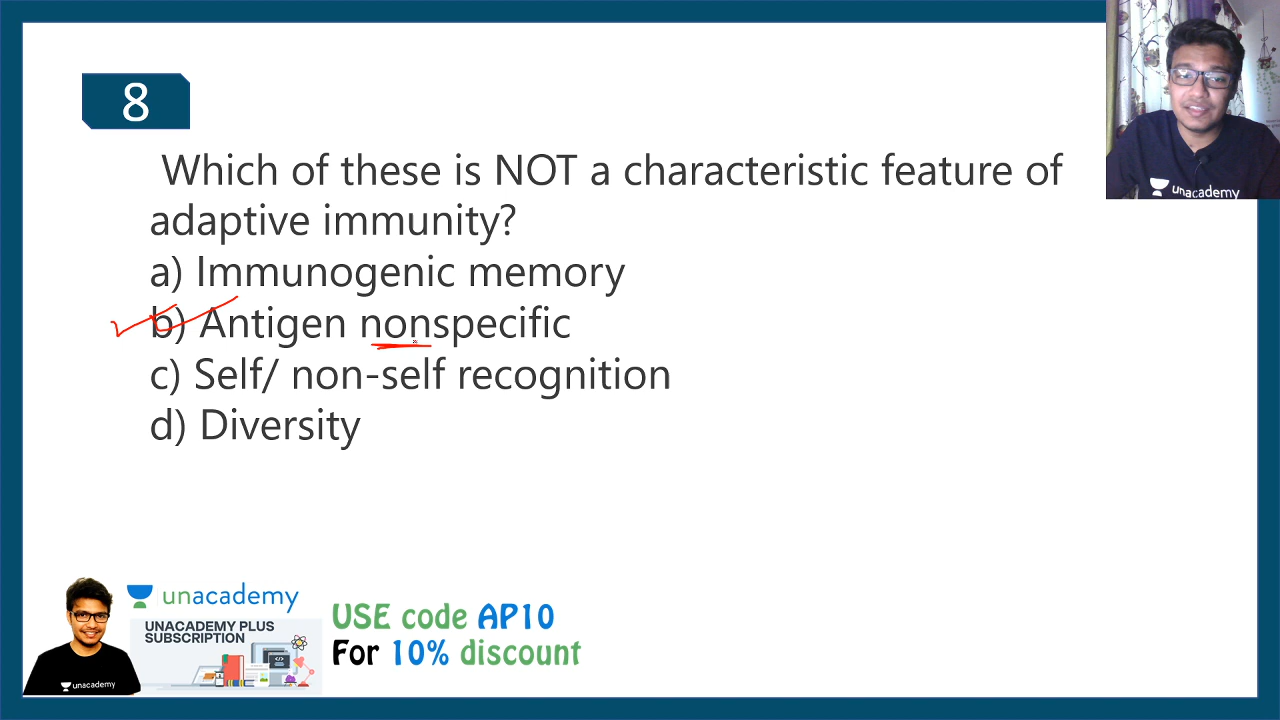 8
Which of these is NOT a characteristic feature of
adaptive immunity?
a) Immunogenic memory
b) Antigen nonspecific
c) Self/ non-self recognition
d) Diversity
unacademy
unacademy
UNACADEMY PLUS
SUBSCRIPTION
unacademy
USE code AP10
For 10% discount